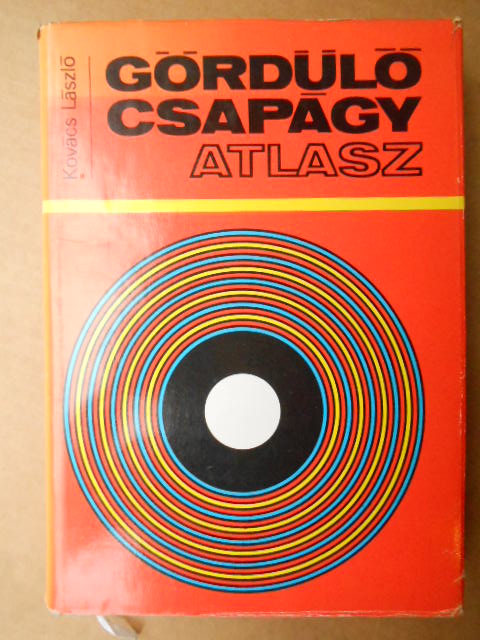 Kovács László
GÖRDÜLŐ
CSAPÁGY
ATLASZ